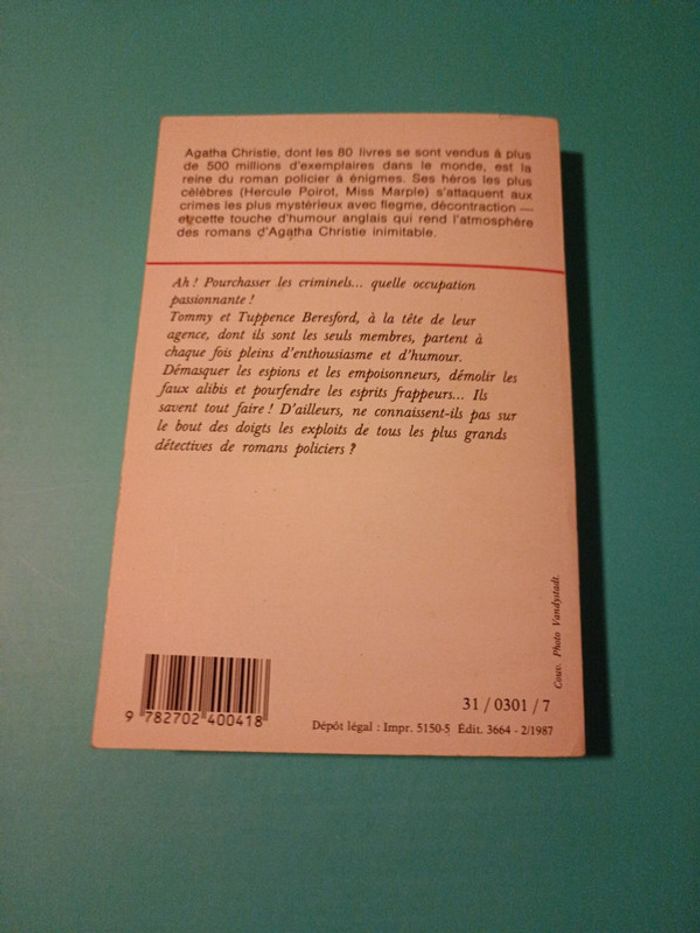 Agatha Christie, dont les 80 livres se sont vendus à plus
de 500 millions d'exemplaires dans le monde, est la
reine du roman policier à énigmes. Ses héros les plus
célèbres (Hercule Poirot, Miss Marple) s'attaquent aux
crimes les plus mystérieux avec flegme, décontraction —
et cette touche d'humour anglais qui rend l'atmosphère
des romans d'Agatha Christie inimitable.
Ah ! Pourchasser les criminels... quelle occupation
passionnante !
Tommy et Tuppence Beresford, à la tête de leur
agence, dont ils sont les seuls membres, partent à
chaque fois pleins d'enthousiasme et d'humour.
Démasquer les espions et les empoisonneurs, démolir les
faux alibis et pourfendre les esprits frappeurs... Ils
savent tout faire ! D'ailleurs, ne connaissent-ils pas sur
le bout des doigts les exploits de tous les plus grands
détectives de romans policiers ?
Couv. Photo Vandystadt.
31 / 0301 / 7
9 782702 400418
Dépôt légal : Impr. 5150-5 Édit. 3664 - 2/1987